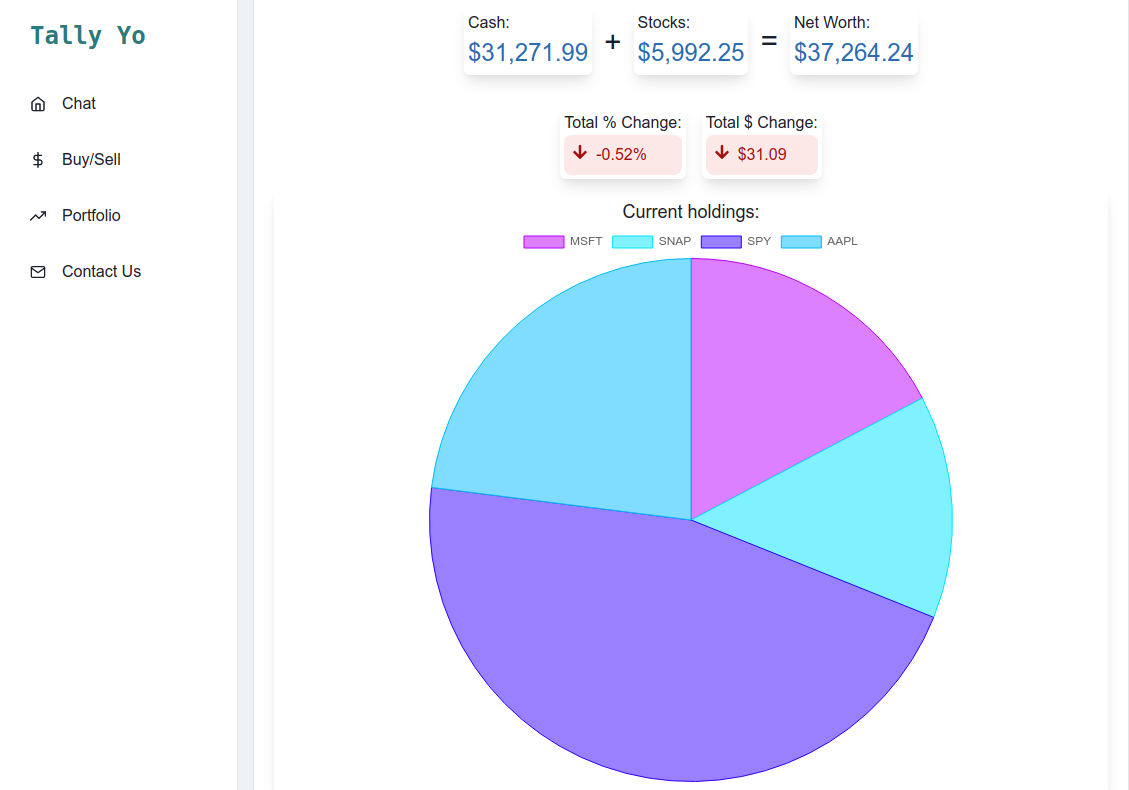 Tally Yo
Chat
Buy/Sell
Portfolio
Contact Us
Cash:
$31,271.99
+
Stocks:
$5,992.25
=
Net Worth:
$37,264.24
Total % Change:
-0.52%
Total $ Change:
$31.09
Current holdings:
MSFT SNAP SPY AAPL